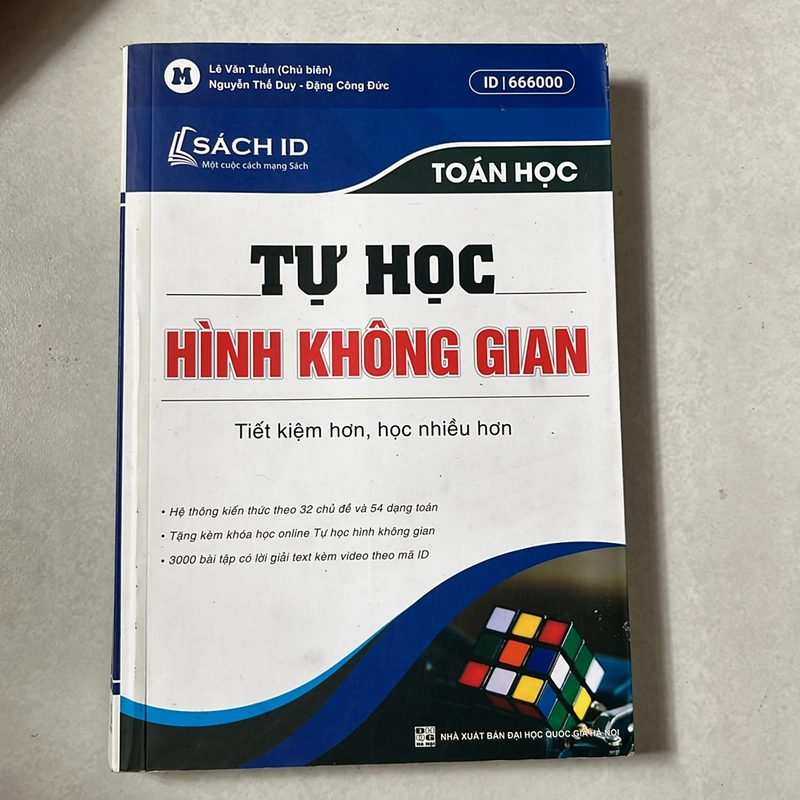 M
Lê Văn Tuấn (Chủ biên)
Nguyễn Thế Duy - Đặng Công Đức
ID | 666000
SÁCH ID
Một cuộc cách mạng Sách
TOÁN HỌC
TỰ HỌC
HÌNH KHÔNG GIAN
Tiết kiệm hơn, học nhiều hơn
• Hệ thông kiến thức theo 32 chủ đề và 54 dạng toán
• Tặng kèm khóa học online Tự học hình không gian
• 3000 bài tập có lời giải text kèm video theo mã ID
NHÀ XUẤT BẢN ĐẠI HỌC QUỐC GIA HÀ NỘI